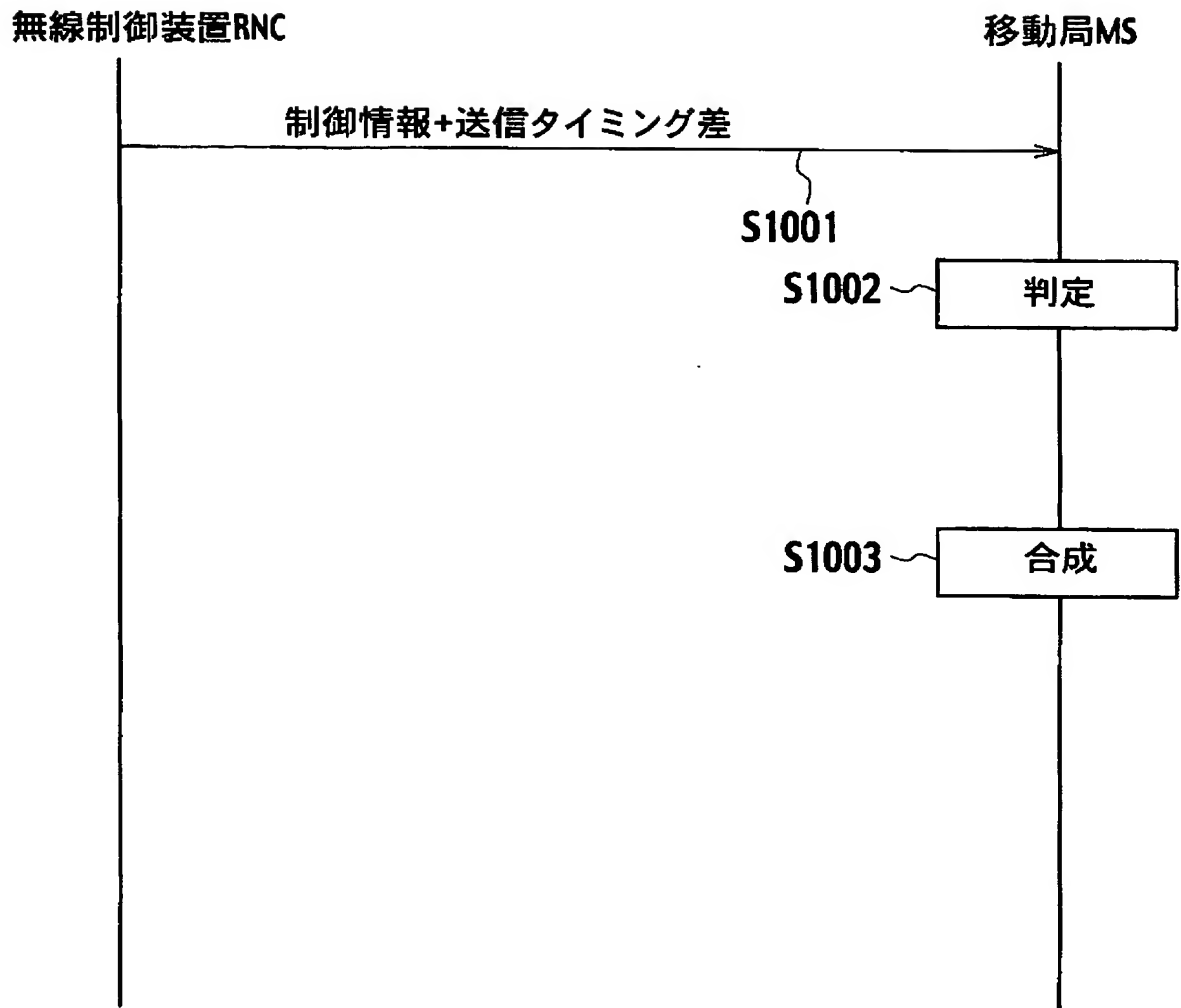 無線制御装置RNC
移動局MS
制御情報+送信タイミング差
S1001
S1002
判定
S1003
合成